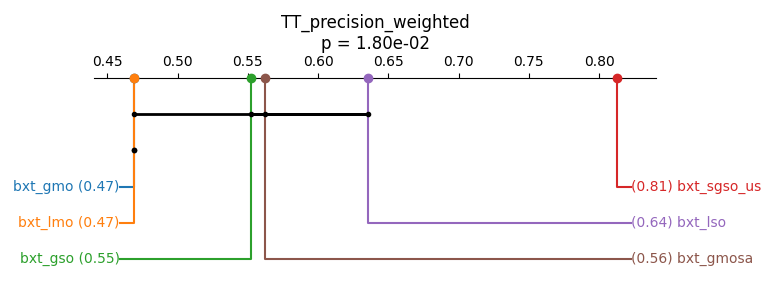 TT_precision_weighted
p = 1.80e-02
0.45 0.50 0.55 0.60 0.65 0.70 0.75 0.80
bxt_gmo (0.47) (0.81) bxt_sgso_us
bxt_lmo (0.47) (0.64) bxt_lso
bxt_gso (0.55) (0.56) bxt_gmosa